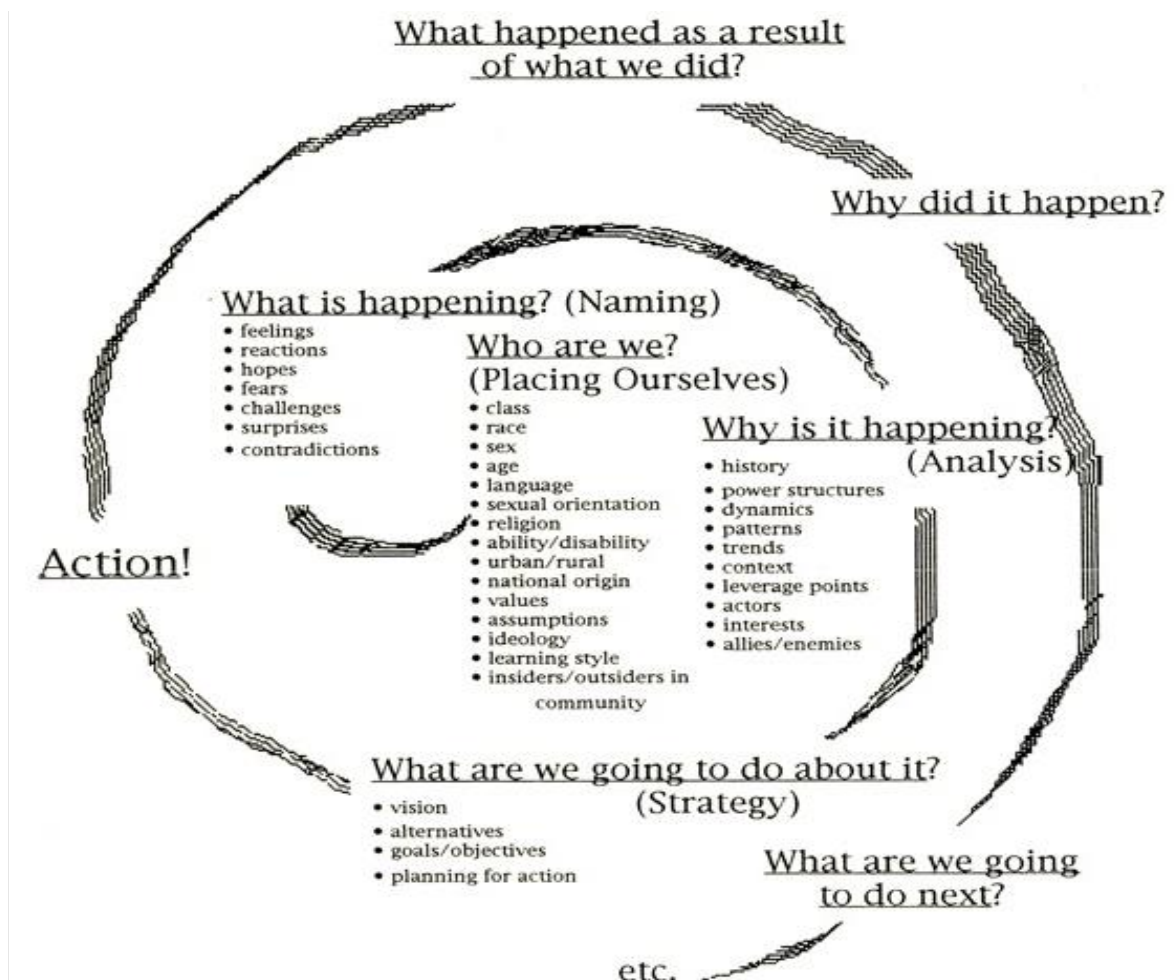 What happened as a result
of what we did?
Why did it happen?
What is happening? (Naming)
• feelings
• reactions
• hopes
• fears
• challenges
• surprises
• contradictions
Who are we?
(Placing Ourselves)
• class
• race
• sex
• age
• language
• sexual orientation
• religion
• ability/disability
• urban/rural
• national origin
• values
• assumptions
• ideology
• learning style
• insiders/outsiders in
community
Why is it happening?
(Analysis)
• history
• power structures
• dynamics
• patterns
• trends
• context
• leverage points
• actors
• interests
• allies/enemies
Action!
What are we going to do about it?
(Strategy)
• vision
• alternatives
• goals/objectives
• planning for action
What are we going
to do next?
etc.